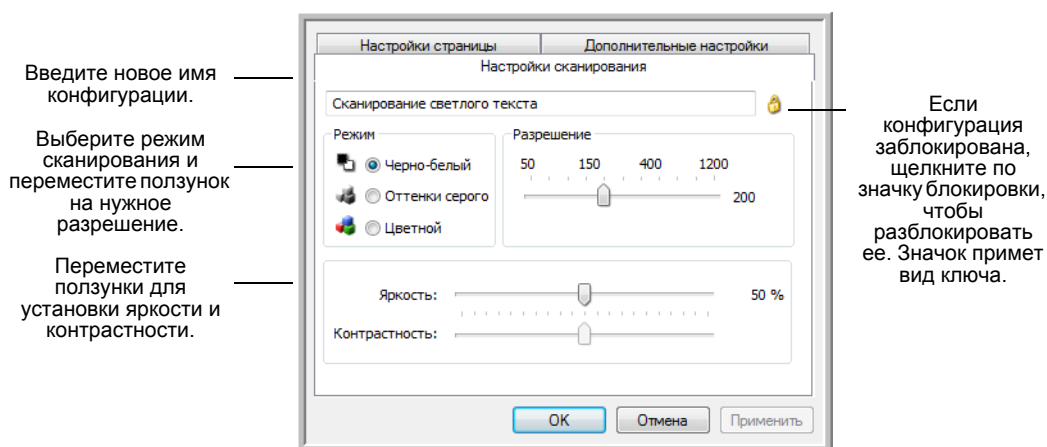 Введите новое имя
конфигурации.
Выберите режим
сканирования и
переместите ползунок
на нужное
разрешение.
Переместите
ползунки для
установки яркости и
контрастности.
Настройки страницы
Дополнительные настройки
Настройки сканирования
Сканирование светлого текста
Режим
Черно-белый
Оттенки серого
Цветной
Разрешение
50 150 400 1200
200
Яркость:
50 %
Контрастность:
OK
Отмена
Применить
Если
конфигурация
заблокирована,
щелкните по
значку блокировки,
чтобы
разблокировать
ее. Значок примет
вид ключа.